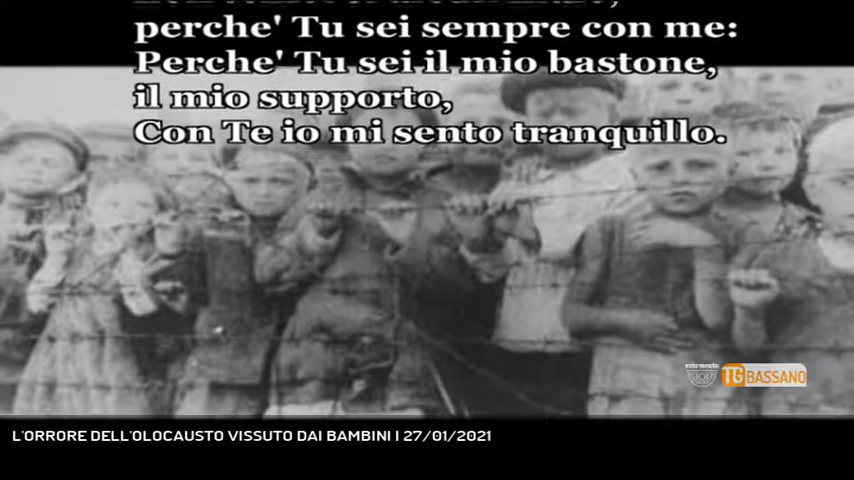 perche' Tu sei sempre con me:
Perche' Tu sei il mio bastone,
il mio supporto,
Con Te io mi sento tranquillo.
TG BASSANO
L'ORRORE DELL'OLOCAUSTO VISSUTO DAI BAMBINI | 27/01/2021